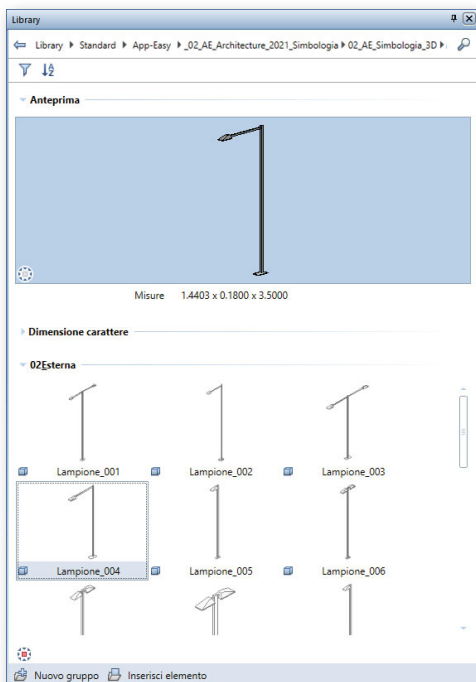 Library
Library Standard App-Easy _02_AE_Architecture_2021_Simbologia 02_AE_Simbologia_3D
Anteprima
Misure 1.4403 x 0.1800 x 3.5000
Dimensione carattere
02Esterna
Lampione_001 Lampione_002 Lampione_003
Lampione_004 Lampione_005 Lampione_006
Nuovo gruppo Inserisci elemento